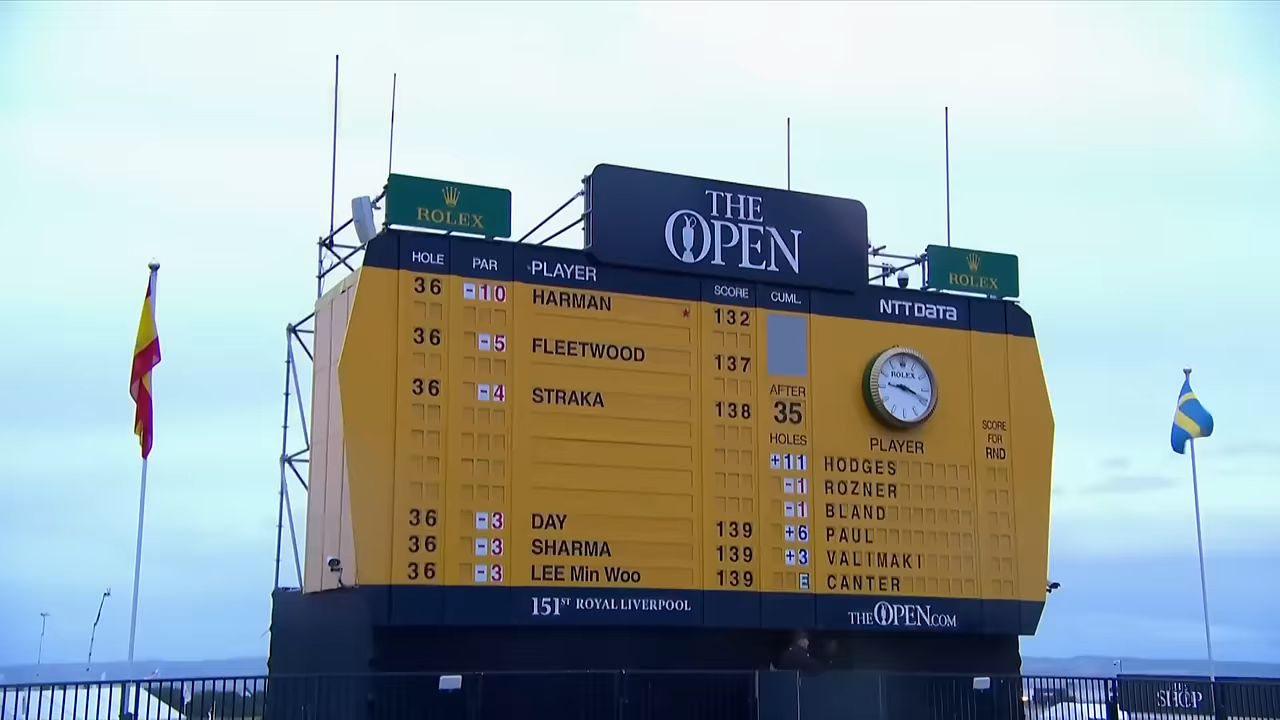 ROLEX
THE
OPEN
ROLEX
HOLE PAR PLAYER SCORE CUML. NTT DATA
36 -10 HARMAN 132
36 -5 FLEETWOOD 137
36 -4 STRAKA 138
36 -3 DAY 139
36 -3 SHARMA 139
36 -3 LEE Min Woo 139
AFTER
35
HOLES
ROLEX
PLAYER
SCORE
FOR
RND
+11 HODGES
-1 ROZNER
-1 BLAND
+6 PAUL
+3 VALIMAKI
E CANTER
151ST ROYAL LIVERPOOL
THEOPEN.COM
SHOP